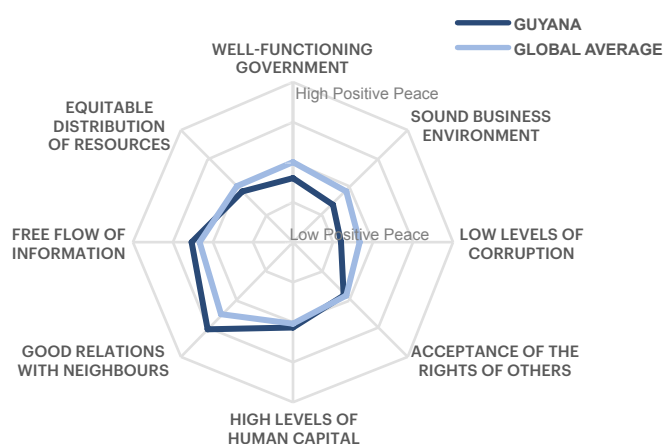 GUYANA
GLOBAL AVERAGE
WELL-FUNCTIONING
GOVERNMENT
High Positive Peace
SOUND BUSINESS
ENVIRONMENT
EQUITABLE
DISTRIBUTION
OF RESOURCES
FREE FLOW OF
INFORMATION
Low Positive Peace
LOW LEVELS OF
CORRUPTION
GOOD RELATIONS
WITH NEIGHBOURS
ACCEPTANCE OF THE
RIGHTS OF OTHERS
HIGH LEVELS OF
HUMAN CAPITAL